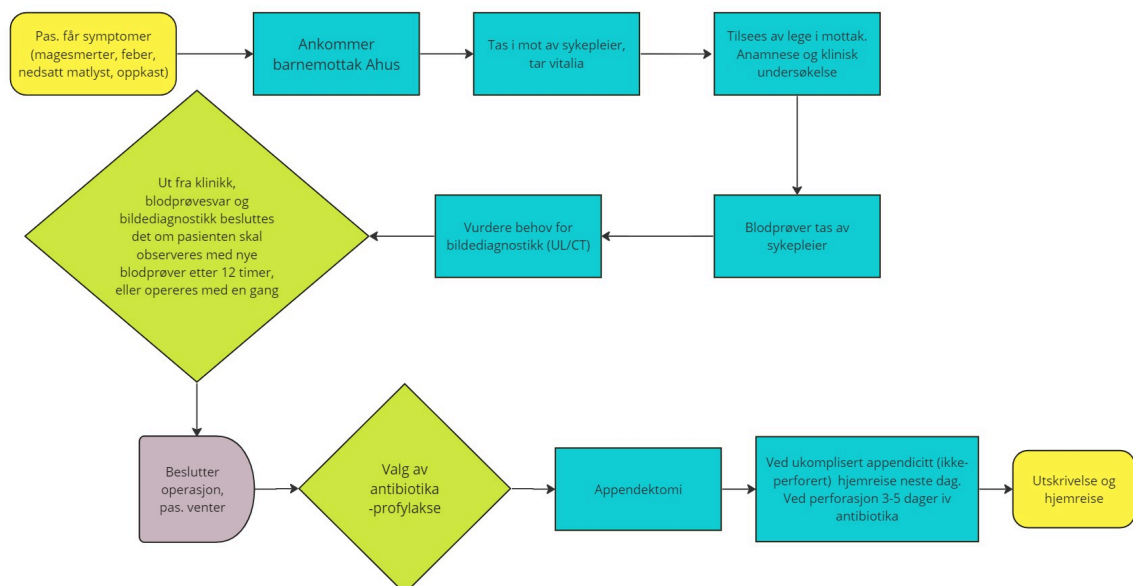 Pas. får symptomer
(magesmerter, feber,
nedsatt matlyst, oppkast)
Ankommer
barnemottak Ahus
Tas i mot av sykepleier,
tar vitalia
Tilsees av lege i mottak.
Anamnese og klinisk
undersøkelse
Blodprøver tas av
sykepleier
Vurdere behov for
bildediagnostikk (UL/CT)
Ut fra klinikk,
blodprøvesvar og
bildediagnostikk besluttes
det om pasienten skal
observeres med nye
blodprøver etter 12 timer,
eller opereres med en gang
Beslutter
operasjon,
pas. venter
Valg av
antibiotika
-profylakse
Appendektomi
Ved ukomplisert appendicitt (ikke-
perforert) hjemreise neste dag.
Ved perforasjon 3-5 dager iv
antibiotika
Utskrivelse og
hjemreise